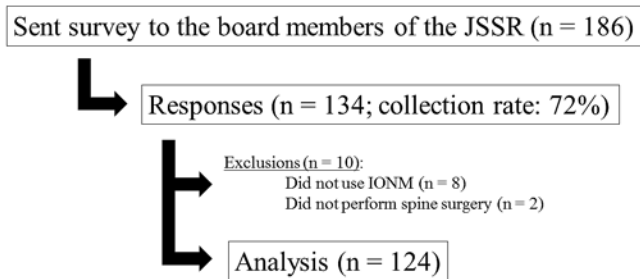 Sent survey to the board members of the JSSR (n = 186)
Responses (n = 134; collection rate: 72%)
Exclusions (n = 10):
Did not use IONM (n = 8)
Did not perform spine surgery (n = 2)
Analysis (n = 124)